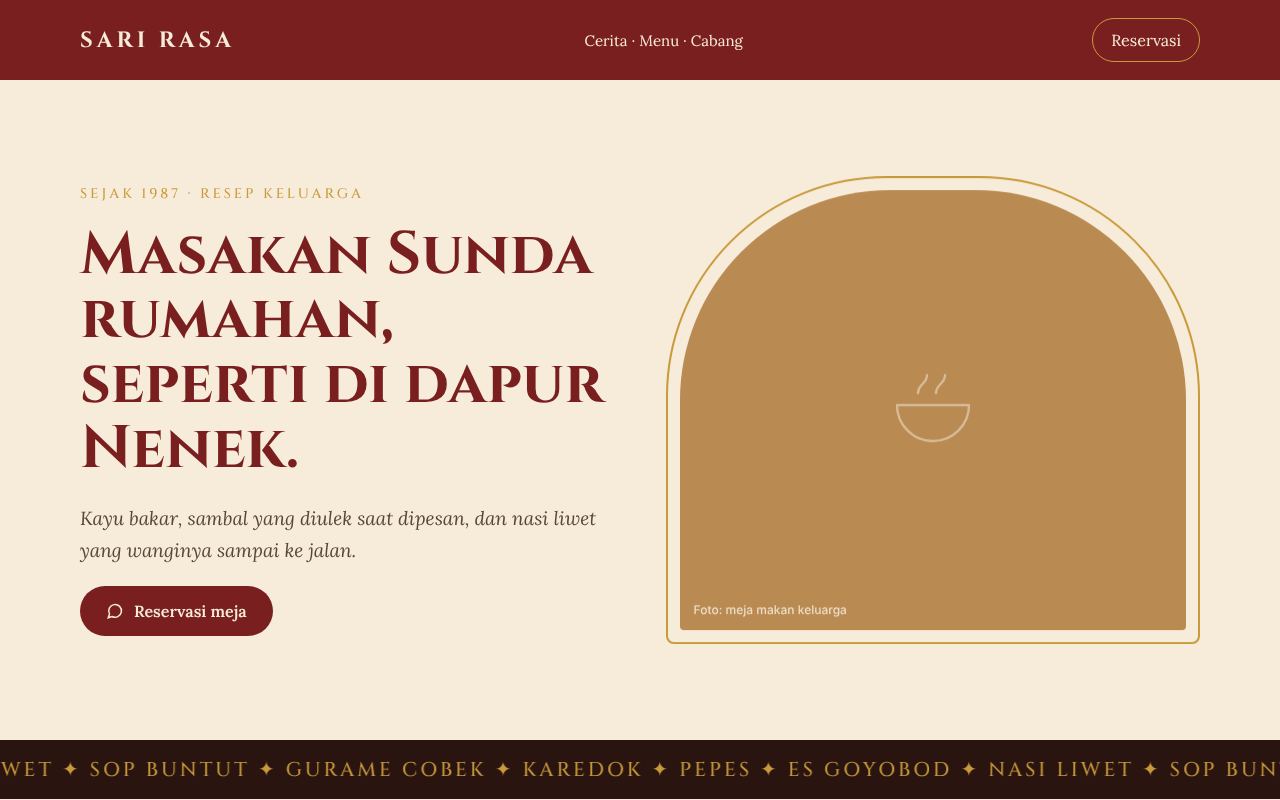 SARI RASA
Cerita · Menu · Cabang
Reservasi
SEJAK 1987 · RESEP KELUARGA
Masakan Sunda
rumahan,
seperti di dapur
Nenek.
Kayu bakar, sambal yang diulek saat dipesan, dan nasi liwet
yang wanginya sampai ke jalan.
Reservasi meja
Foto: meja makan keluarga
WET ✦ SOP BUNTUT ✦ GURAME COBEK ✦ KAREDOK ✦ PEPES ✦ ES GOYOBOD ✦ NASI LIWET ✦ SOP BUN